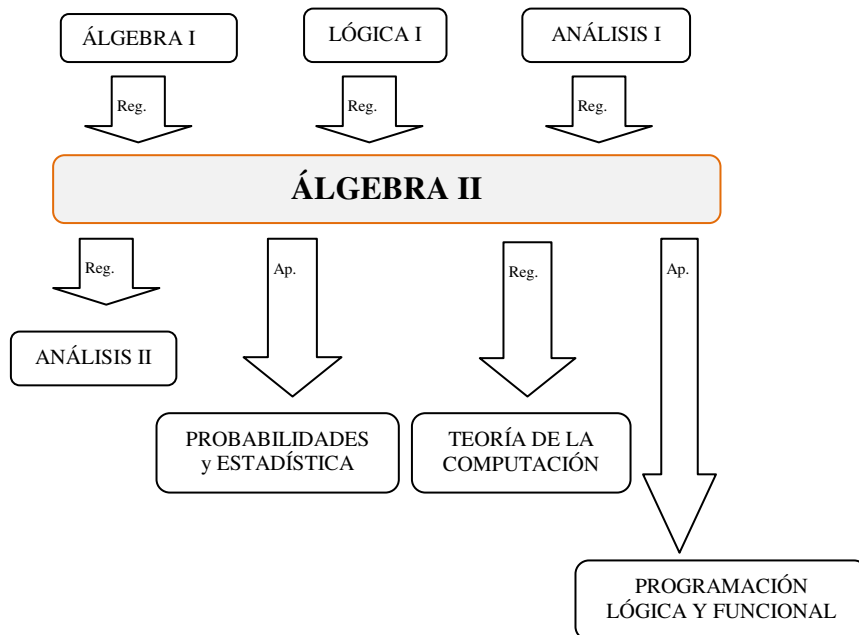 ÁLGEBRA I
LÓGICA I
ANÁLISIS I
Reg.
Reg.
Reg.
ÁLGEBRA II
Reg.
Ap.
Reg.
Ap.
ANÁLISIS II
PROBABILIDADES
y ESTADÍSTICA
TEORÍA DE LA
COMPUTACIÓN
PROGRAMACIÓN
LÓGICA Y FUNCIONAL